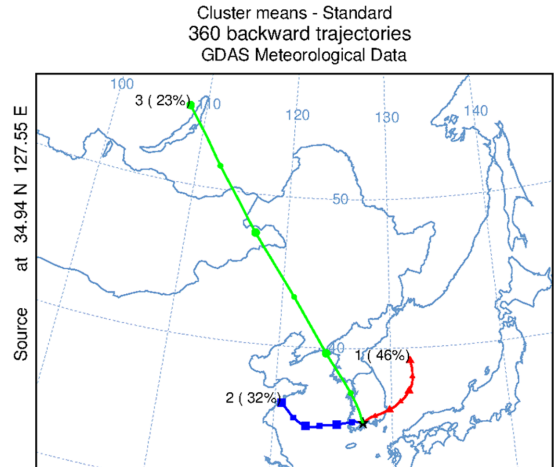 Cluster means - Standard
360 backward trajectories
GDAS Meteorological Data
Source at 34.94 N 127.55 E
100
3 ( 23%)
110
120
130
140
50
40
1 ( 46%)
2 ( 32%)